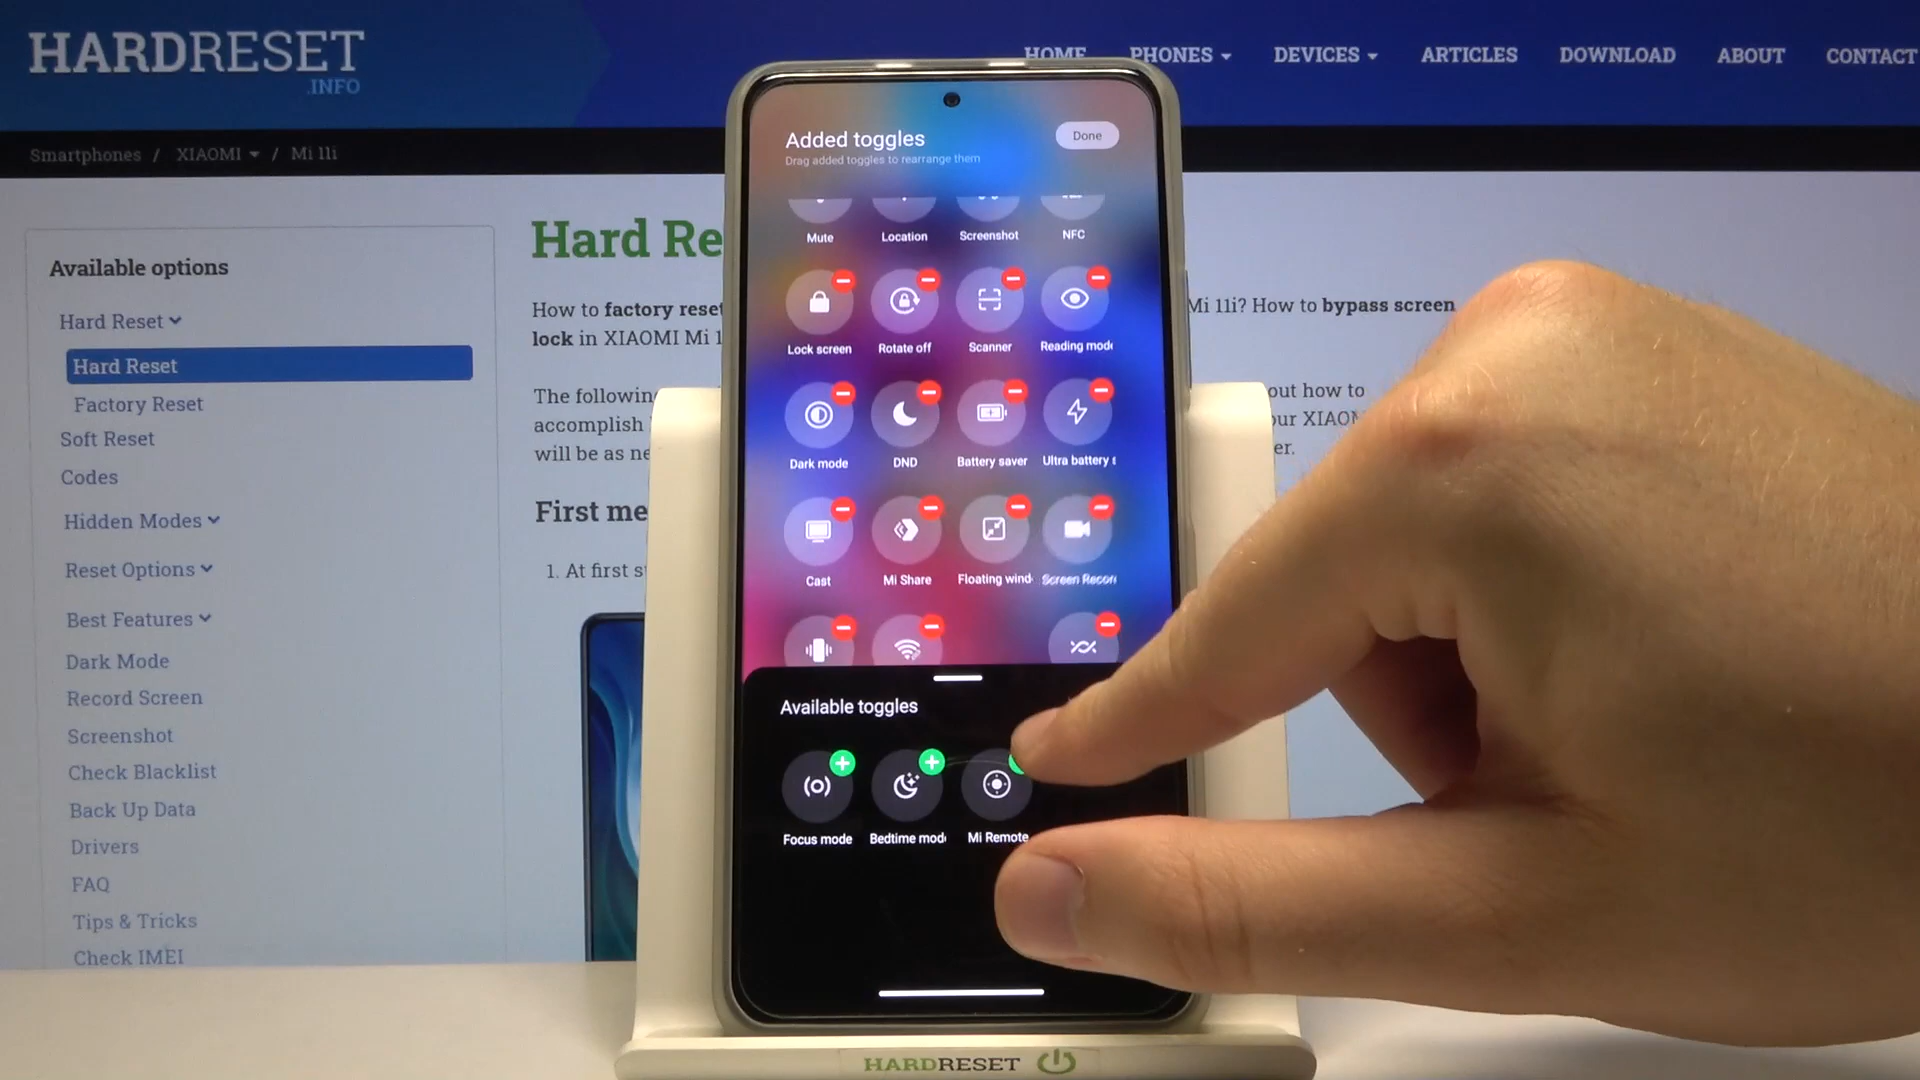 HARDRESET
.INFO
HOME PHONES DEVICES ARTICLES DOWNLOAD ABOUT CONTACT
Smartphones / XIAOMI / Mi 11i
Available options
Hard Reset
Hard Reset
Factory Reset
Soft Reset
Codes
Hidden Modes
Reset Options
Best Features
Dark Mode
Record Screen
Screenshot
Check Blacklist
Back Up Data
Drivers
FAQ
Tips & Tricks
Check IMEI
Hard Re
How to factory reset
lock in XIAOMI Mi 1
Mi 11i? How to bypass screen
The following
accomplish
will be as ne
out how to
our XIAOM
er.
First me
1. At first s
Added toggles
Done
Drag added toggles to rearrange them
Mute Location Screenshot NFC
Lock screen Rotate off Scanner Reading mode
Dark mode DND Battery saver Ultra battery s
Cast Mi Share Floating wind Screen Record
Available toggles
Focus mode Bedtime mod Mi Remote
HARDRESET